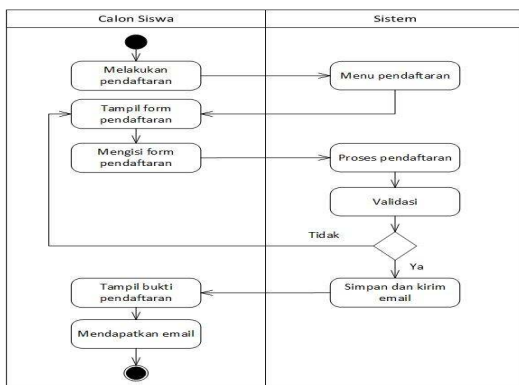 Calon Siswa
Sistem
Melakukan
pendaftaran
Menu pendaftaran
Tampil form
pendaftaran
Mengisi form
pendaftaran
Proses pendaftaran
Validasi
Tidak
Ya
Simpan dan kirim
email
Tampil bukti
pendaftaran
Mendapatkan email